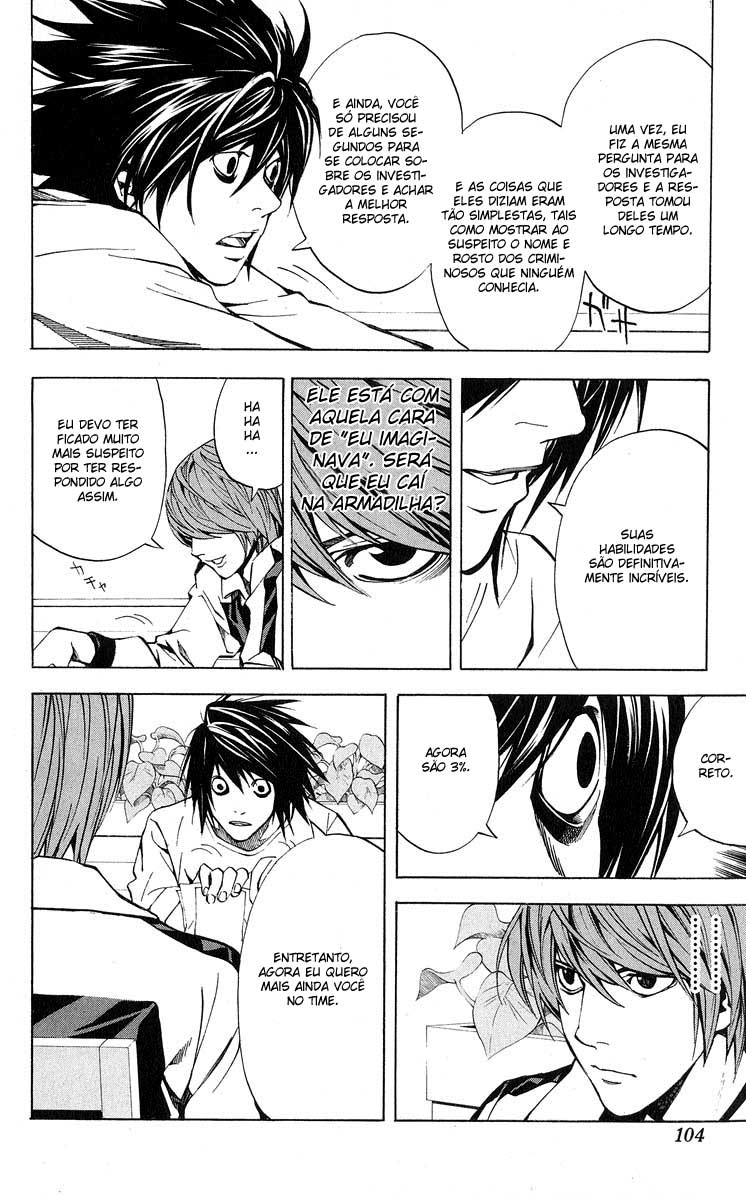 UMA VEZ, EU
FIZ A MESMA
PERGUNTA PARA
OS INVESTIGA-
DORES E A RES-
POSTA TOMOU
DELES UM
LONGO TEMPO.
E AS COISAS QUE
ELES DIZIAM ERAM
TÃO SIMPLESTAS, TAIS
COMO MOSTRAR AO
SUSPEITO O NOME E
ROSTO DOS CRIMI-
NOSOS QUE NINGUÉM
CONHECIA.
E AINDA, VOCÊ
SÓ PRECISOU
DE ALGUNS SE-
GUNDOS PARA
SE COLOCAR SO-
BRE OS INVESTI-
GADORES E ACHAR
A MELHOR
RESPOSTA.
SUAS
HABILIDADES
SÃO DEFINITIVA-
MENTE INCRÍVEIS.
ELE ESTÁ COM
AQUELA CARA
DE "EU IMAGI-
NAVA". SERÁ
QUE EU CAÍ
NA ARMADILHA?
HA
HA
HA
...
EU DEVO TER
FICADO MUITO
MAIS SUSPEITO
POR TER RES-
PONDIDO ALGO
ASSIM.
カチャ
COR-
RETO.
AGORA
SÃO 3%.
ENTRETANTO,
AGORA EU QUERO
MAIS AINDA VOCÊ
NO TIME.
104